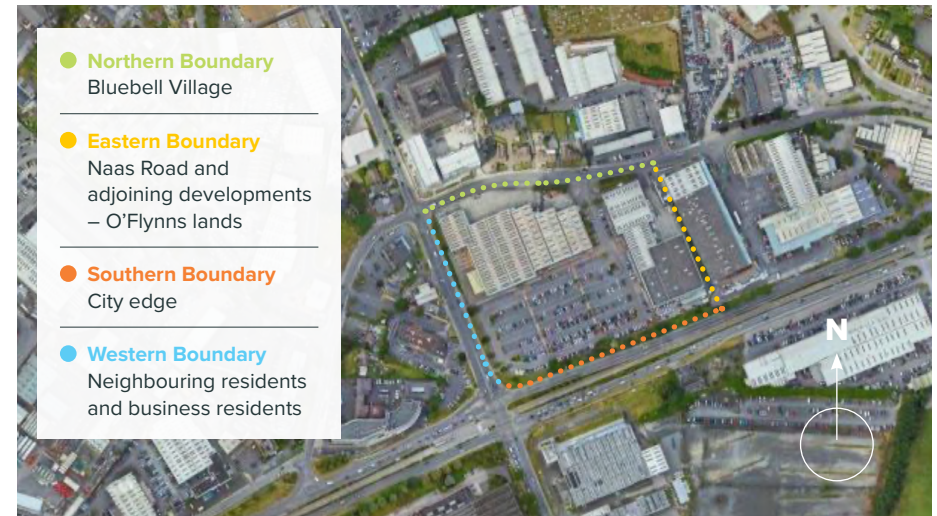 Northern Boundary
Bluebell Village
Eastern Boundary
Naas Road and
adjoining developments
– O’Flynns lands
Southern Boundary
City edge
Western Boundary
Neighbouring residents
and business residents
N